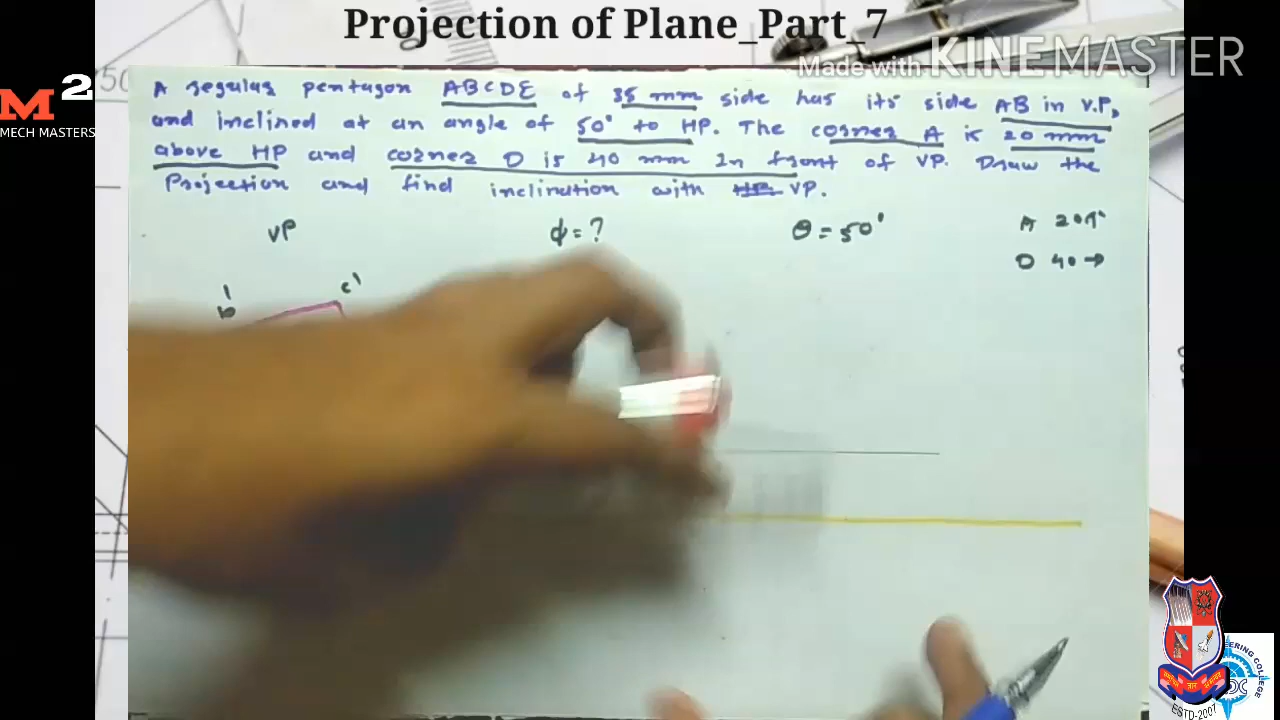 Projection of Plane_Part_7
Made with KINEMASTER
M2
MECH MASTERS
A regular pentagon ABCDE of 35 mm side has its side AB in V.P,
and inclined at an angle of 50° to HP. The corner A is 20 mm
above HP and corner D is 40 mm In front of VP. Draw the
Projection and find inclination with HP VP.
VP ϕ = ? θ = 50° A 20↑
D 40 →
b' c'
ESTD-2007